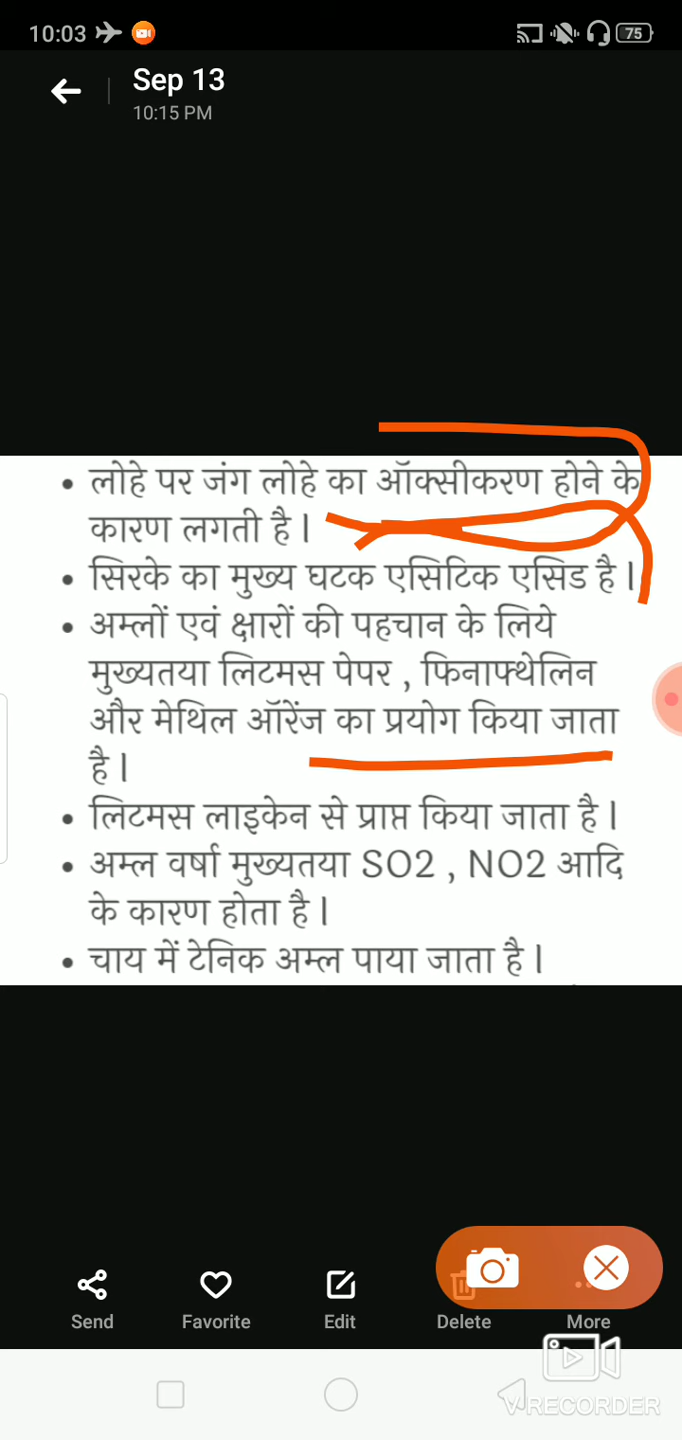 10:03
75
Sep 13
10:15 PM
• लोहे पर जंग लोहे का ऑक्सीकरण होने के
कारण लगती है |
• सिरके का मुख्य घटक एसिटिक एसिड है |
• अम्लों एवं क्षारों की पहचान के लिये
मुख्यतया लिटमस पेपर , फिनाफ्थेलिन
और मेथिल ऑरेंज का प्रयोग किया जाता
है |
• लिटमस लाइकेन से प्राप्त किया जाता है |
• अम्ल वर्षा मुख्यतया SO2 , NO2 आदि
के कारण होता है |
• चाय में टेनिक अम्ल पाया जाता है |
Send Favorite Edit Delete More
VRECORDER